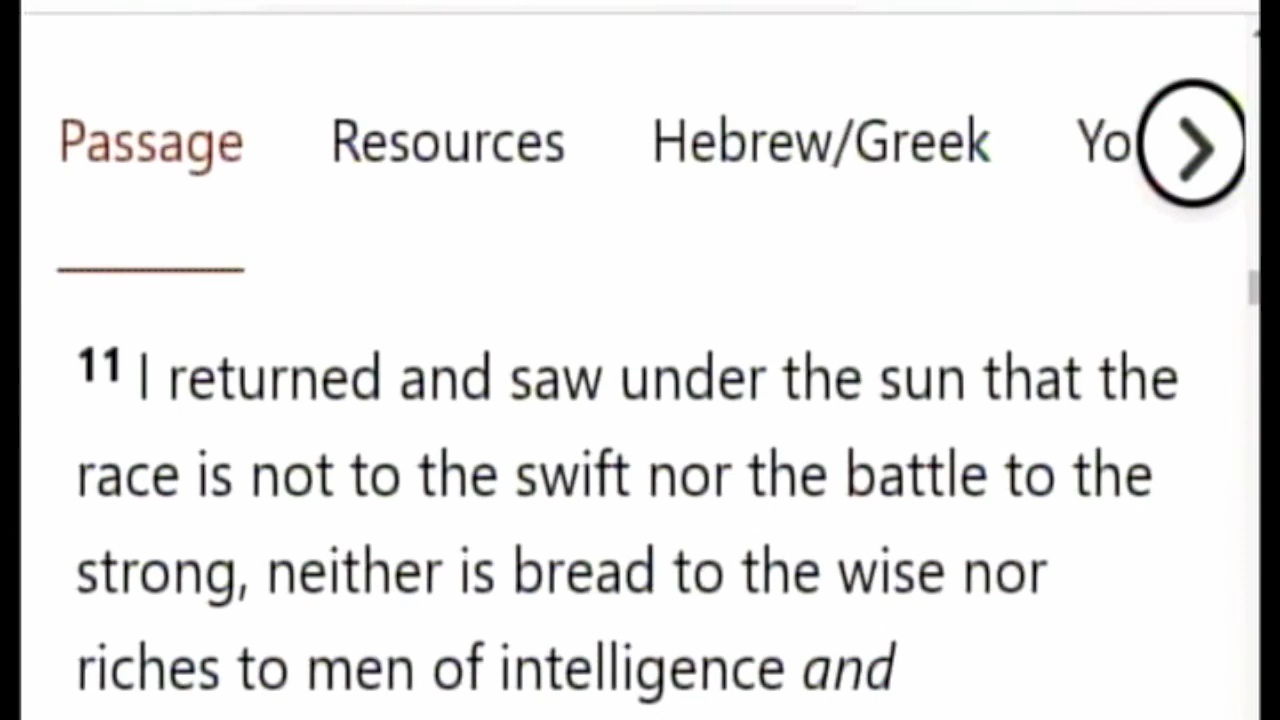 Passage Resources Hebrew/Greek Yo
11 I returned and saw under the sun that the
race is not to the swift nor the battle to the
strong, neither is bread to the wise nor
riches to men of intelligence and